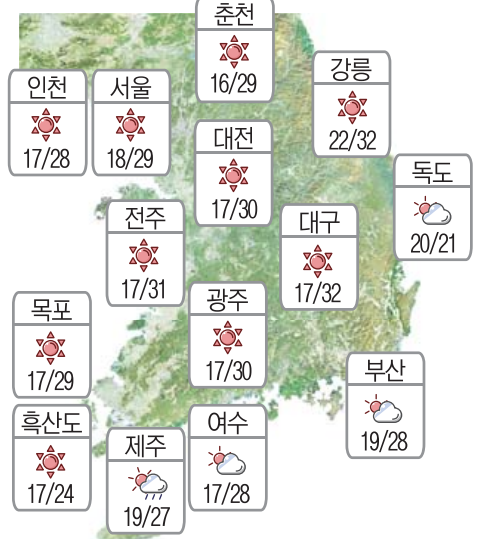 춘천
16/29
강릉
22/32
인천
17/28
서울
18/29
대전
17/30
독도
20/21
전주
17/31
대구
17/32
광주
17/30
목포
17/29
부산
19/28
흑산도
17/24
여수
17/28
제주
19/27